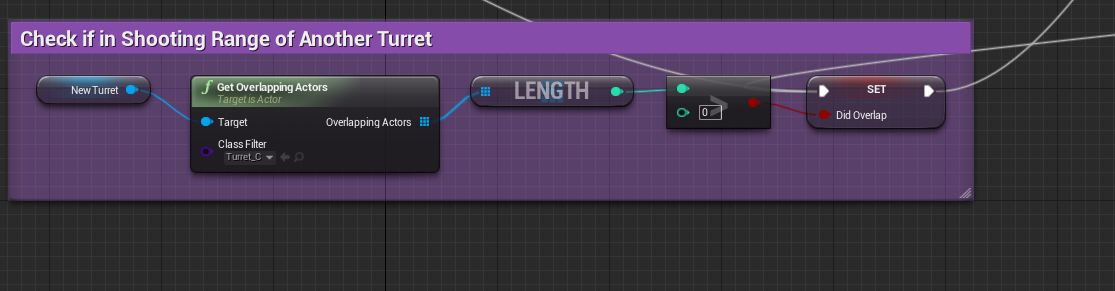 Check if in Shooting Range of Another Turret
New Turret
f Get Overlapping Actors
Target is Actor
Target
Overlapping Actors
Class Filter
Turret_C
LENGTH
0
>
SET
Did Overlap